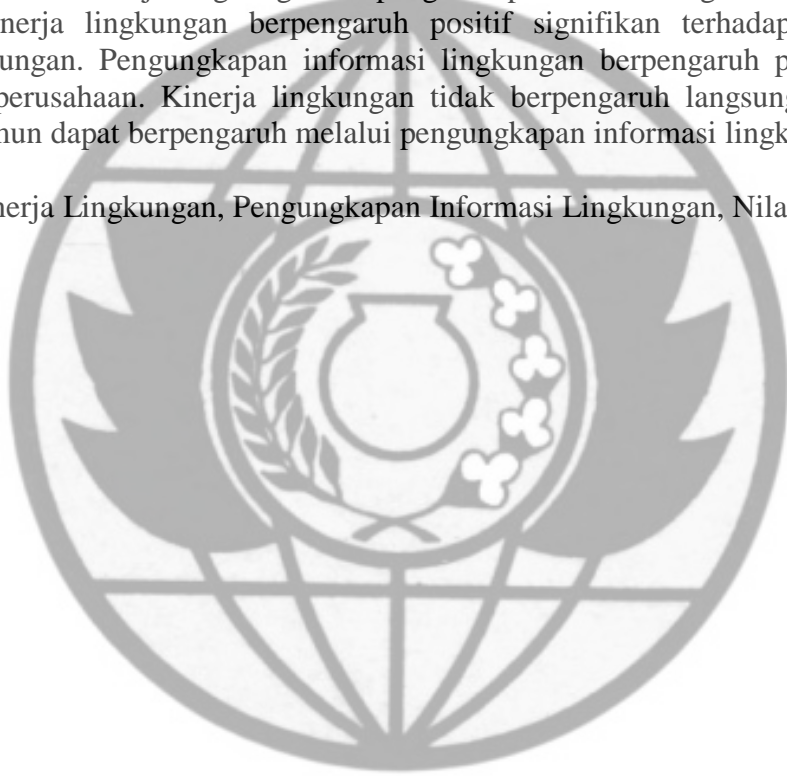 nerja lingkungan berpengaruh positif signifikan terhadap
ungan. Pengungkapan informasi lingkungan berpengaruh p
perusahaan. Kinerja lingkungan tidak berpengaruh langsung
nun dapat berpengaruh melalui pengungkapan informasi lingk
nerja Lingkungan, Pengungkapan Informasi Lingkungan, Nila